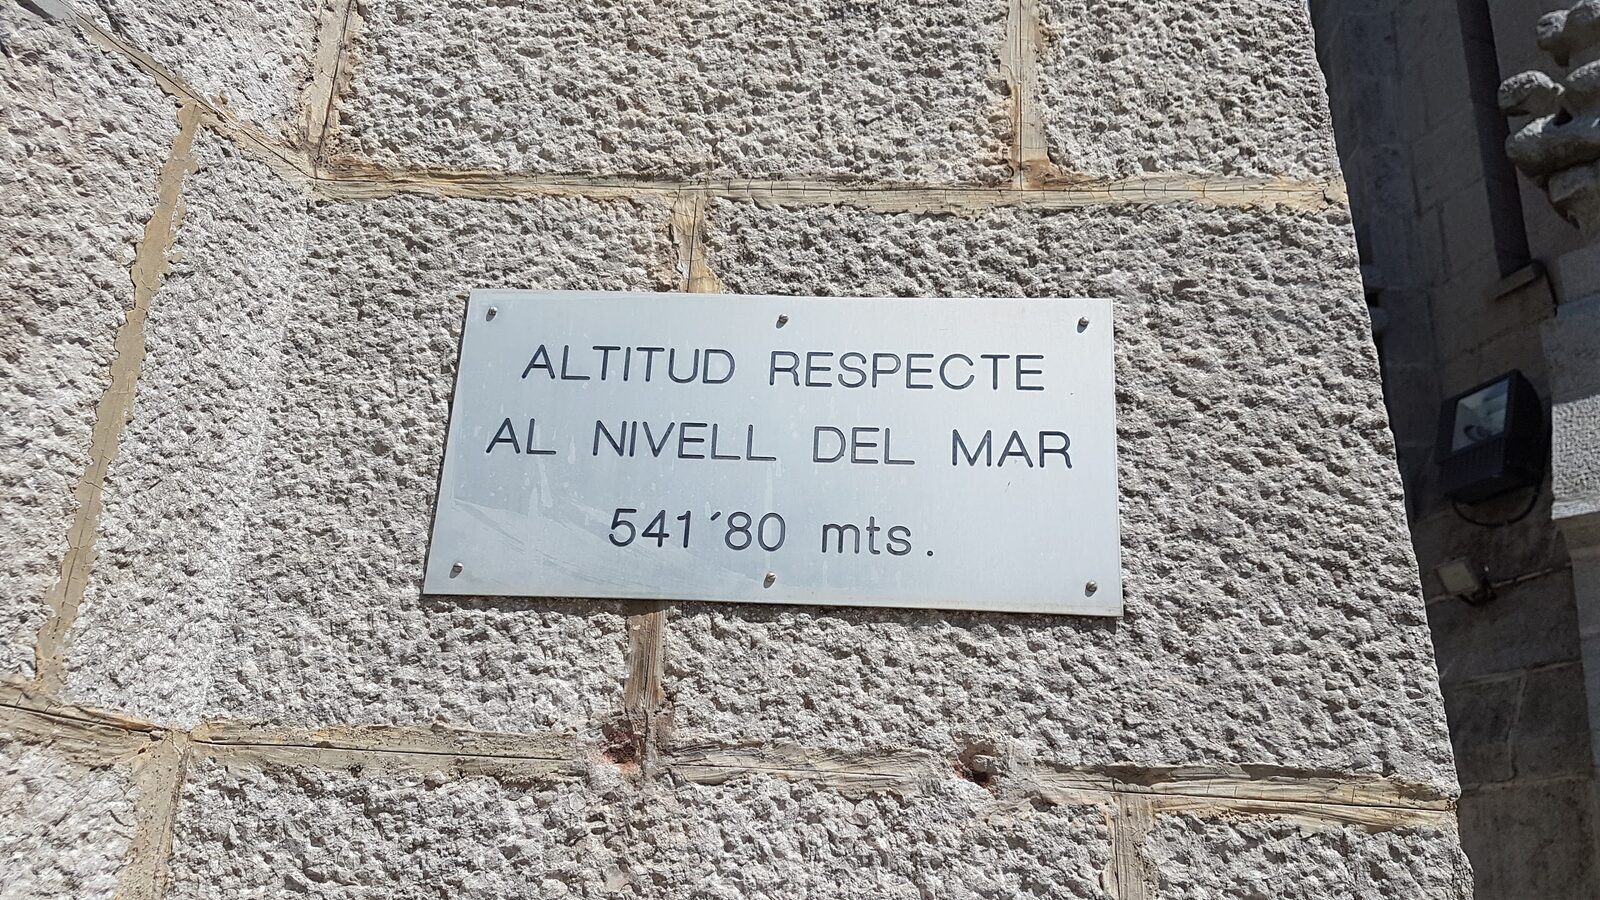 ALTITUD RESPECTE
AL NIVELL DEL MAR
541´80 mts.